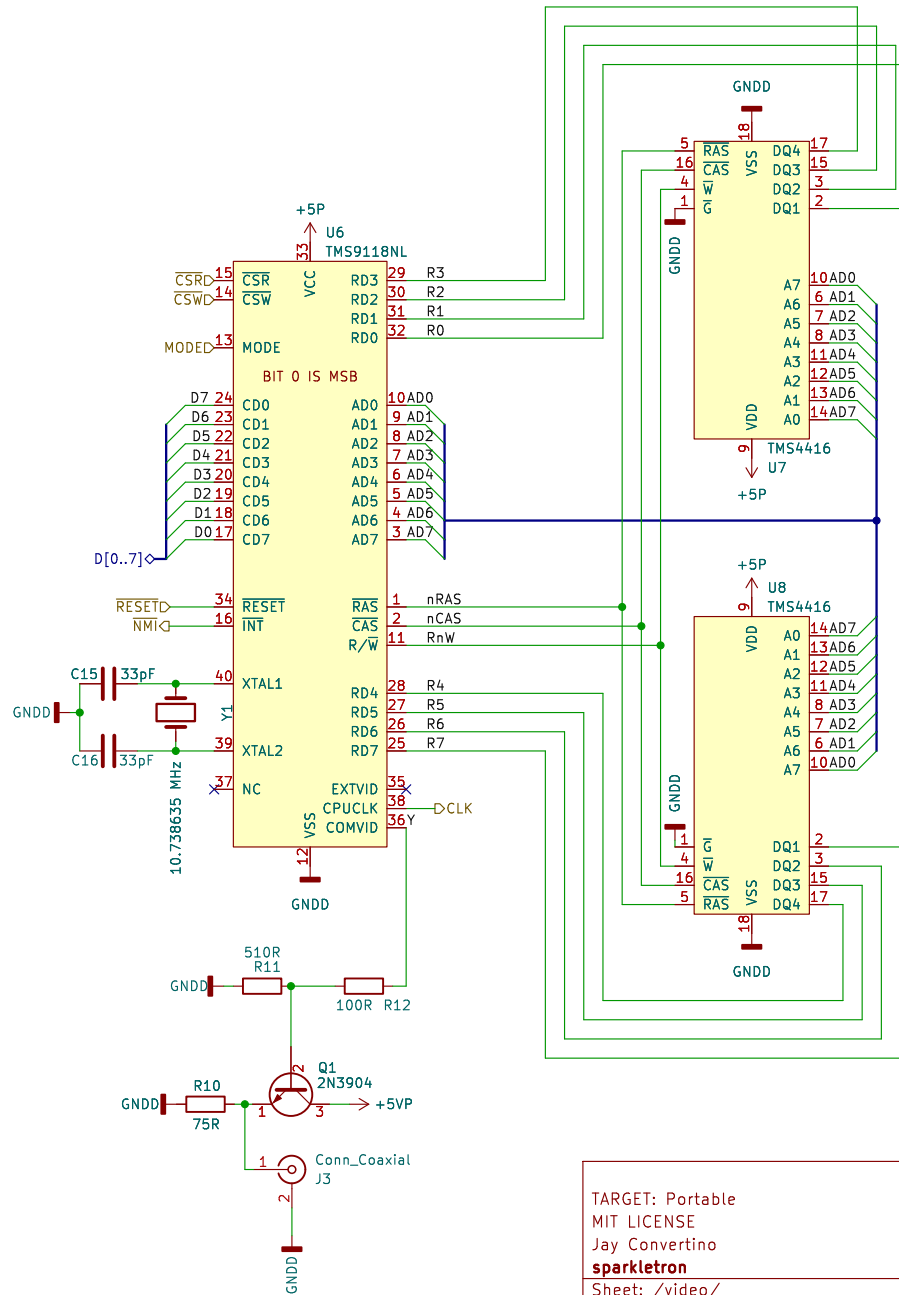 GNDD
18
VSS
5 RAS DQ4 17
16 CAS DQ3 15
4 W DQ2 3
1 G DQ1 2
GNDD
A7 10 AD0
A6 6 AD1
A5 7 AD2
A4 8 AD3
A3 11 AD4
A2 12 AD5
A1 13 AD6
A0 14 AD7
VDD
9
TMS4416
U7
+5P
+5P
U6
TMS9118NL
33
VCC
CSR 15 CSR RD3 29 R3
CSW 14 CSW RD2 30 R2
RD1 31 R1
RD0 32 R0
MODE 13 MODE
BIT 0 IS MSB
D7 24 CD0 AD0 10 AD0
D6 23 CD1 AD1 9 AD1
D5 22 CD2 AD2 8 AD2
D4 21 CD3 AD3 7 AD3
D3 20 CD4 AD4 6 AD4
D2 19 CD5 AD5 5 AD5
D1 18 CD6 AD6 4 AD6
D0 17 CD7 AD7 3 AD7
D[0..7]
RESET 34 RESET RAS 1 nRAS
NMI 16 INT CAS 2 nCAS
R/W 11 RnW
C15 33pF 40 XTAL1
GNDD
Y1
C16 33pF 39 XTAL2
10.738635 MHz
RD4 28 R4
RD5 27 R5
RD6 26 R6
RD7 25 R7
37 NC EXTVID 35
CPUCLK 38 CLK
COMVID 36 Y
VSS
12
GNDD
+5P
U8
TMS4416
9
VDD
A0 14 AD7
A1 13 AD6
A2 12 AD5
A3 11 AD4
A4 8 AD3
A5 7 AD2
A6 6 AD1
A7 10 AD0
GNDD
1 G DQ1 2
4 W DQ2 3
16 CAS DQ3 15
5 RAS DQ4 17
VSS
18
GNDD
510R
R11
GNDD
100R R12
Q1
2N3904
2
R10
GNDD
75R
1 3
+5VP
1
Conn_Coaxial
J3
2
GNDD
TARGET: Portable
MIT LICENSE
Jay Convertino
sparkletron
Sheet: /video/